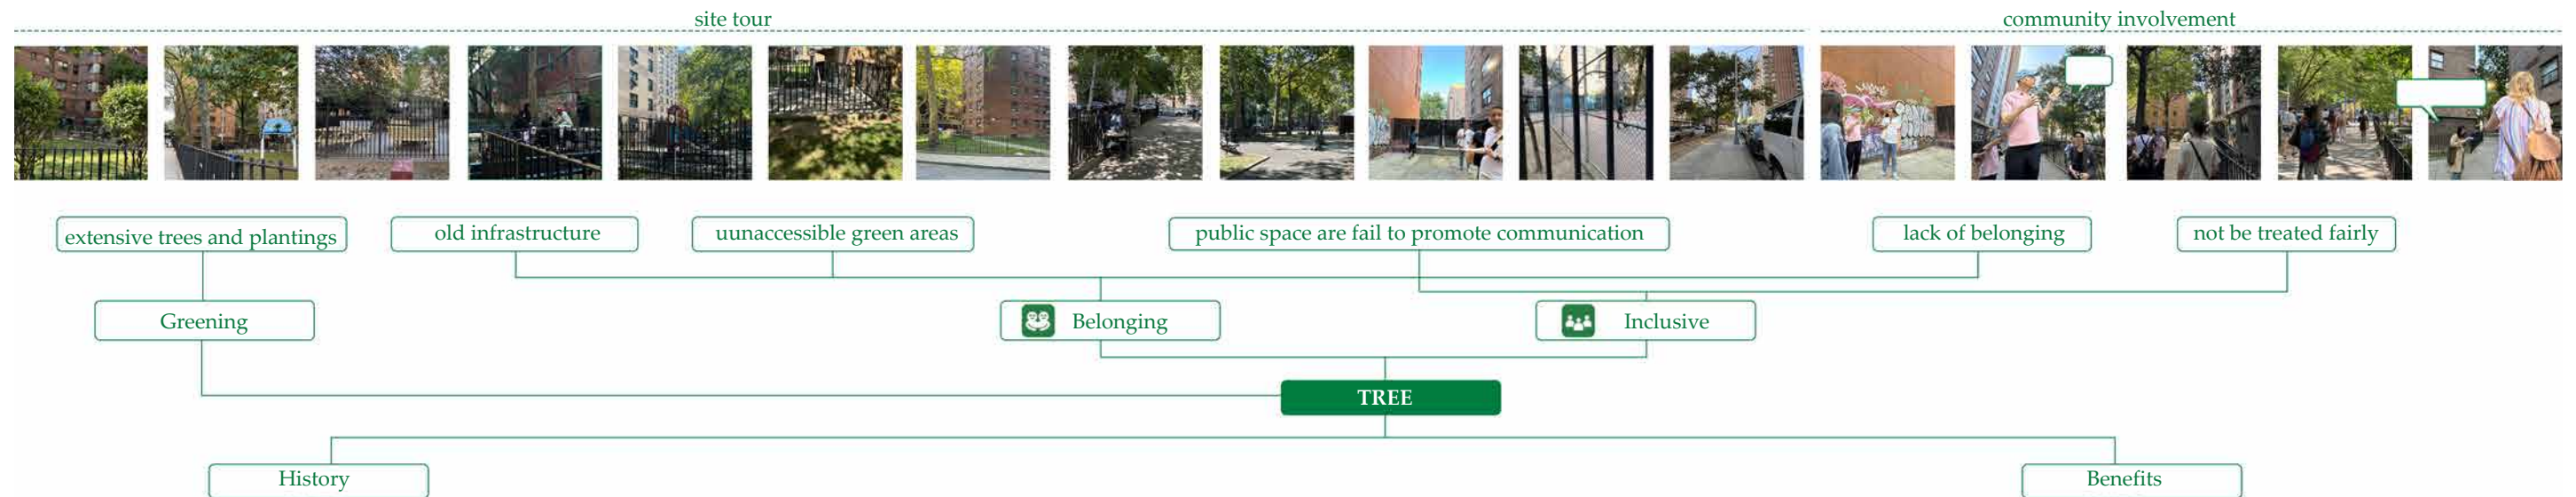 site tour
community involvement
extensive trees and plantings
old infrastructure
uunaccessible green areas
public space are fail to promote communication
lack of belonging
not be treated fairly
Greening
Belonging
Inclusive
TREE
History
Benefits